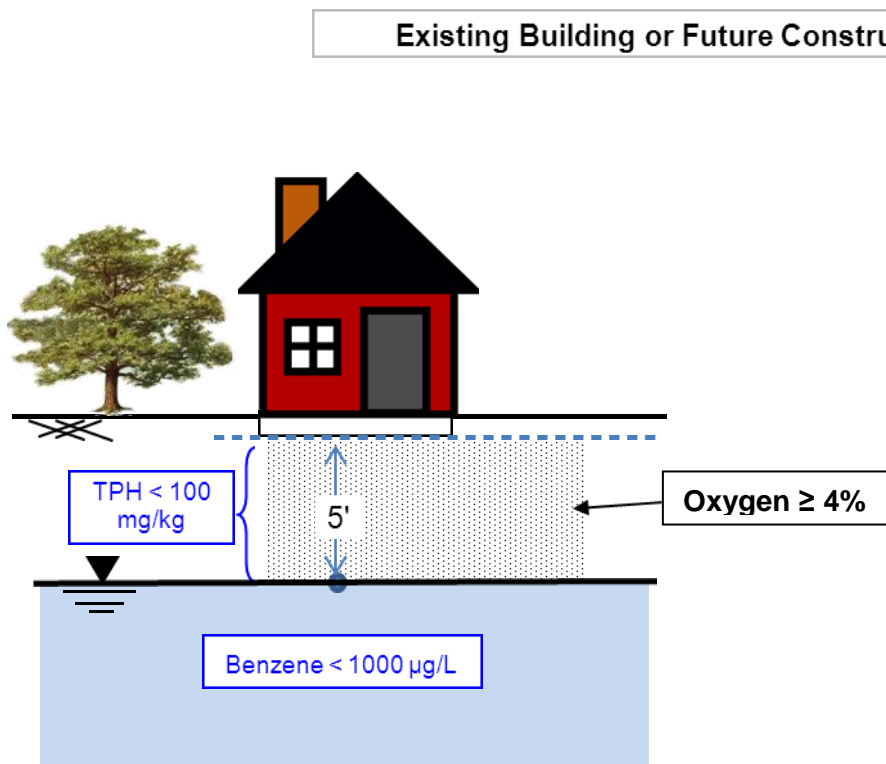 Existing Building or Future Constru
TPH < 100
mg/kg
5'
Oxygen ≥ 4%
Benzene < 1000 µg/L